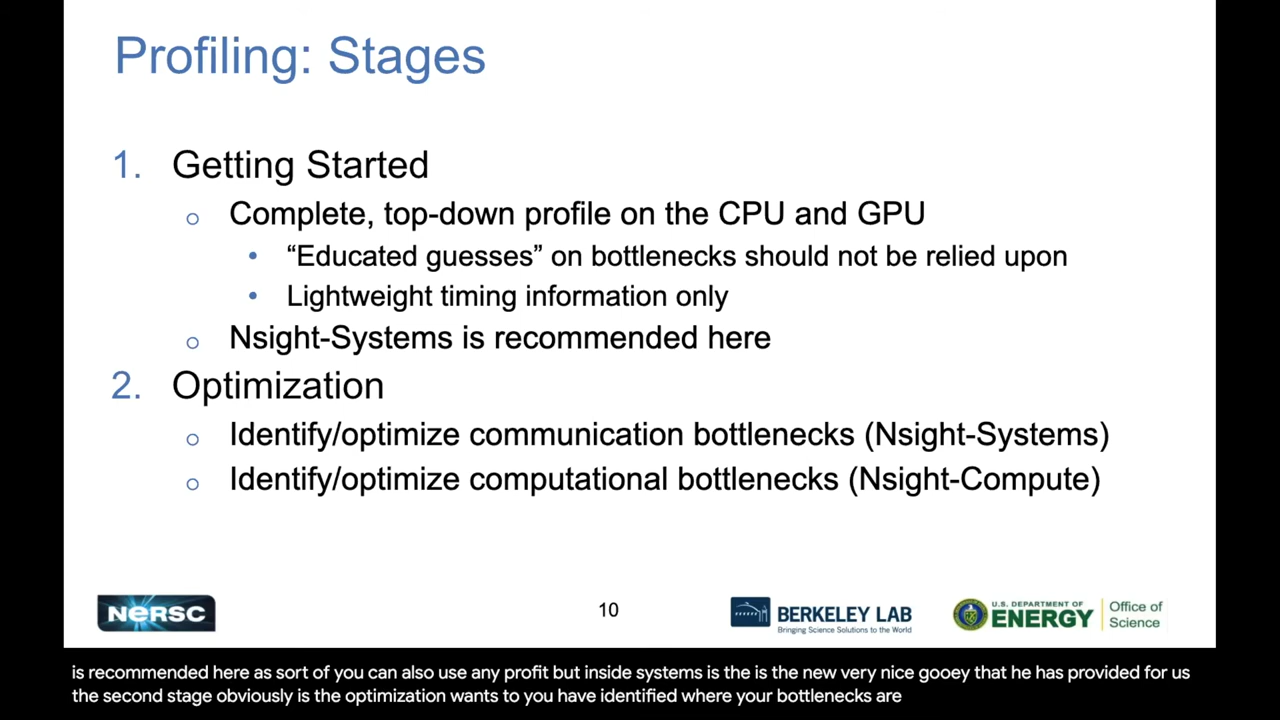 Profiling: Stages
1. Getting Started
○ Complete, top-down profile on the CPU and GPU
• “Educated guesses” on bottlenecks should not be relied upon
• Lightweight timing information only
○ Nsight-Systems is recommended here
2. Optimization
○ Identify/optimize communication bottlenecks (Nsight-Systems)
○ Identify/optimize computational bottlenecks (Nsight-Compute)
NERSC
10
BERKELEY LAB
Bringing Science Solutions to the World
U.S. DEPARTMENT OF
ENERGY
Office of
Science
is recommended here as sort of you can also use any profit but inside systems is the is the new very nice gooey that he has provided for us
the second stage obviously is the optimization wants to you have identified where your bottlenecks are